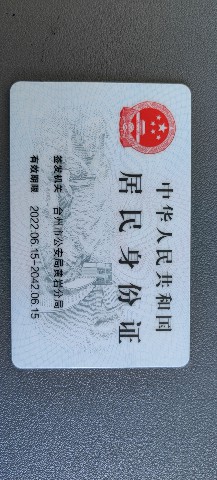 中华人民共和国
居民身份证
签发机关 台州市公安局黄岩分局
有效期限 2022.06.15-2042.06.15